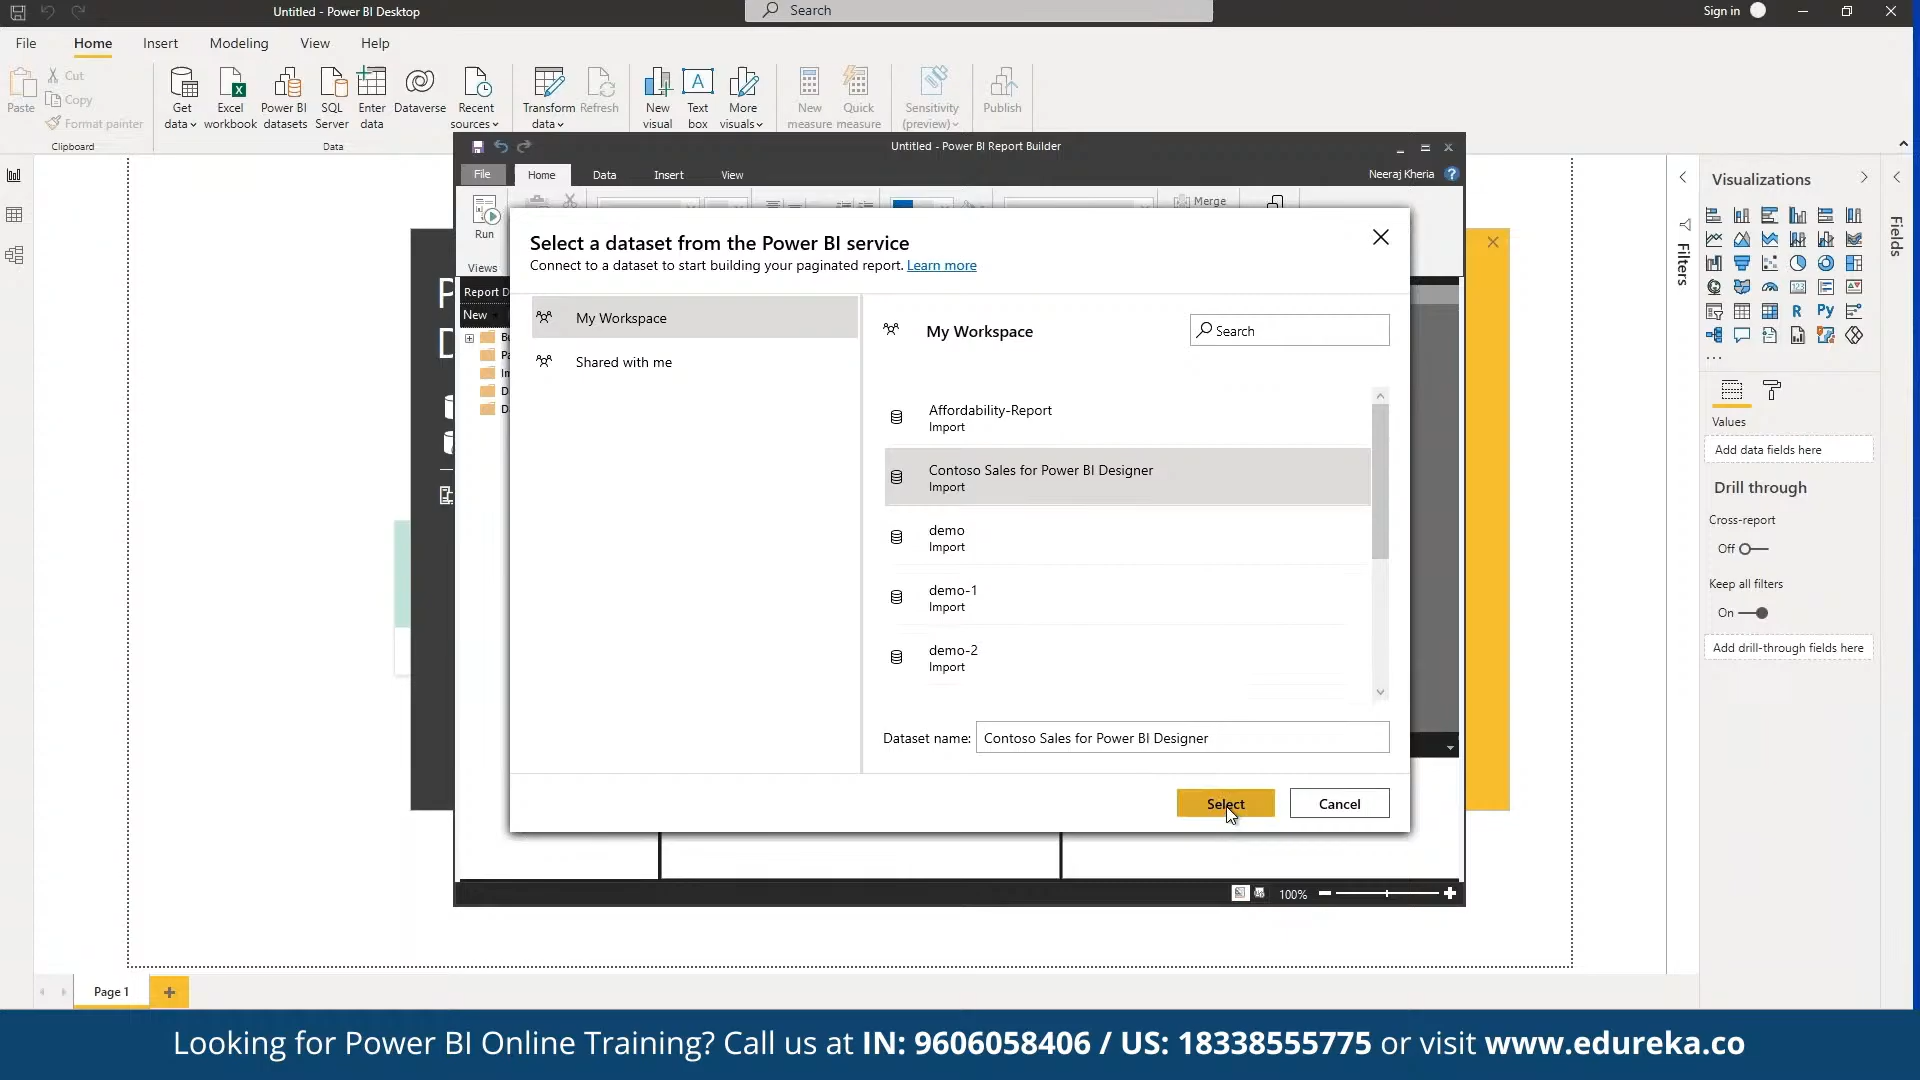 Untitled - Power BI Desktop
Search
Sign in
File
Home
Insert
Modeling
View
Help
Paste
Cut
Copy
Format painter
Clipboard
Get data
Excel workbook
Power BI datasets
SQL Server
Enter data
Dataverse
Recent sources
Data
Transform data
Refresh
New visual
Text box
More visuals
New measure
Quick measure
Sensitivity (preview)
Publish
Untitled - Power BI Report Builder
File
Home
Data
Insert
View
Neeraj Kheria
Run
Merge
Views
Report D
New
Select a dataset from the Power BI service
Connect to a dataset to start building your paginated report. Learn more
My Workspace
Shared with me
My Workspace
Search
Affordability-Report
Import
Contoso Sales for Power BI Designer
Import
demo
Import
demo-1
Import
demo-2
Import
Dataset name:
Contoso Sales for Power BI Designer
Select
Cancel
100%
Filters
Visualizations
R
Py
Values
Add data fields here
Drill through
Cross-report
Off
Keep all filters
On
Add drill-through fields here
Fields
Page 1
Looking for Power BI Online Training? Call us at IN: 9606058406 / US: 18338555775 or visit www.edureka.co